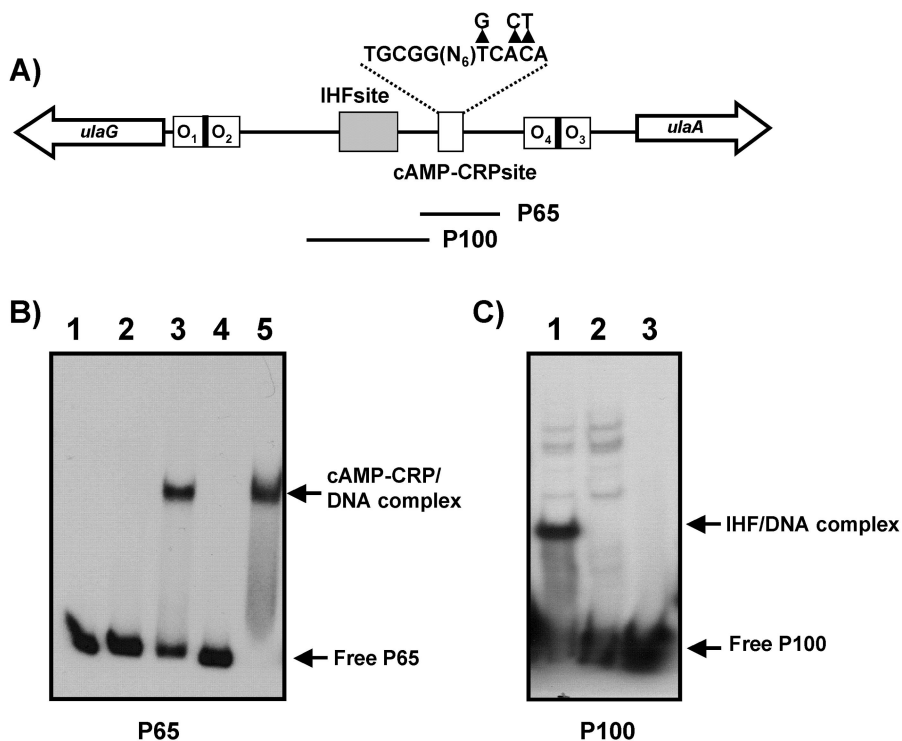 G CT
TGCGG(N6)TCACA
A)
IHFsite
ulaG
O1 O2
O4 O3
ulaA
cAMP-CRPsite
P65
P100
B)
1 2 3 4 5
cAMP-CRP/
DNA complex
Free P65
P65
C)
1 2 3
IHF/DNA complex
Free P100
P100